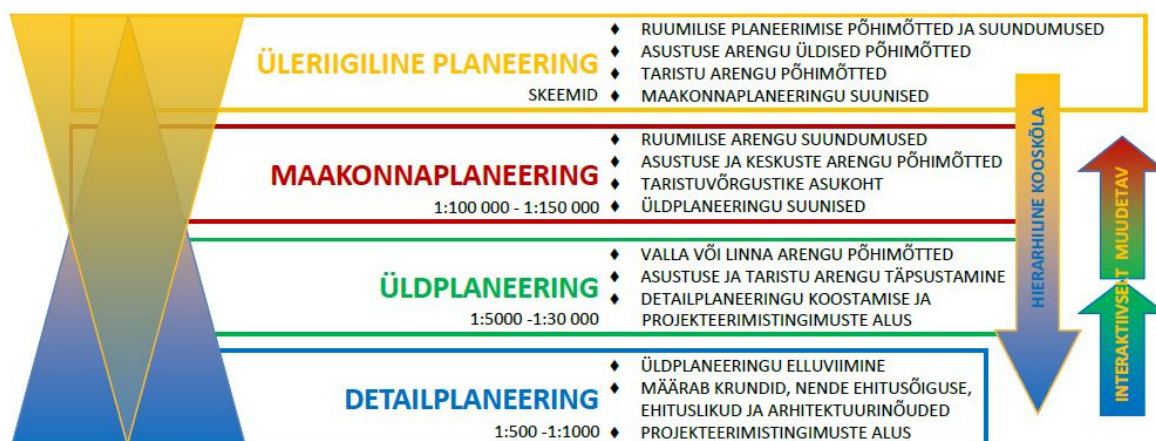 ÜLERIIGILINE PLANEERING
SKEEMID
♦ RUUMILISE PLANEERIMISE PÕHIMÕTTED JA SUUNDUMUSED
♦ ASUSTUSE ARENGU ÜLDISED PÕHIMÕTTED
♦ TARISTU ARENGU PÕHIMÕTTED
♦ MAAKONNAPLANEERINGU SUUNISED
MAAKONNAPLANEERING
1:100 000 - 1:150 000
♦ RUUMILISE ARENGU SUUNDUMUSED
♦ ASUSTUSE JA KESKUSTE ARENGU PÕHIMÕTTED
♦ TARISTUVÕRGUSTIKE ASUKOHT
♦ ÜLDPLANEERINGU SUUNISED
ÜLDPLANEERING
1:5000 -1:30 000
♦ VALLA VÕI LINNA ARENGU PÕHIMÕTTED
♦ ASUSTUSE JA TARISTU ARENGU TÄPSUSTAMINE
♦ DETAILPLANEERINGU KOOSTAMISE JA
PROJEKTEERIMISTINGIMUSTE ALUS
DETAILPLANEERING
1:500 -1:1000
♦ ÜLDPLANEERINGU ELLUVIIMINE
♦ MÄÄRAB KRUNDID, NENDE EHITUSÕIGUSE,
EHITUSLIKUD JA ARHITEKTUURINÕUDED
♦ PROJEKTEERIMISTINGIMUSTE ALUS
HIERARHILINE KOOSKÕLA
INTERAKTIIVSELT MUUDETAV